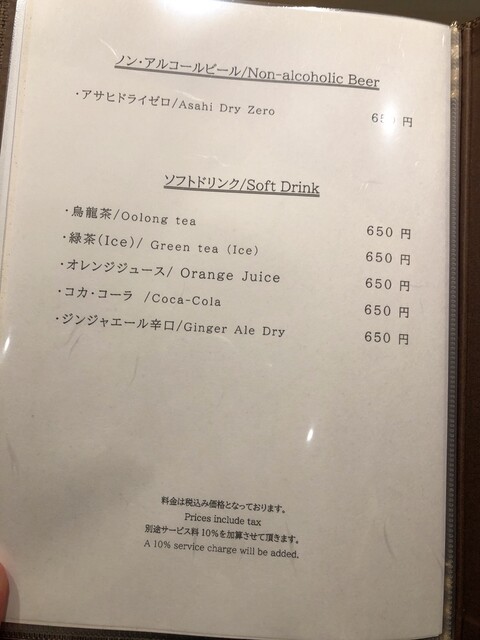 ノン・アルコールビール/Non-alcoholic Beer
・アサヒドライゼロ/Asahi Dry Zero 650 円
ソフトドリンク/Soft Drink
・烏龍茶/Oolong tea 650 円
・緑茶(Ice)/ Green tea (Ice) 650 円
・オレンジジュース/ Orange Juice 650 円
・コカ・コーラ /Coca-Cola 650 円
・ジンジャエール辛口/Ginger Ale Dry 650 円
料金は税込み価格となっております。
Prices include tax
別途サービス料 10%を加算させて頂きます。
A 10% service charge will be added.